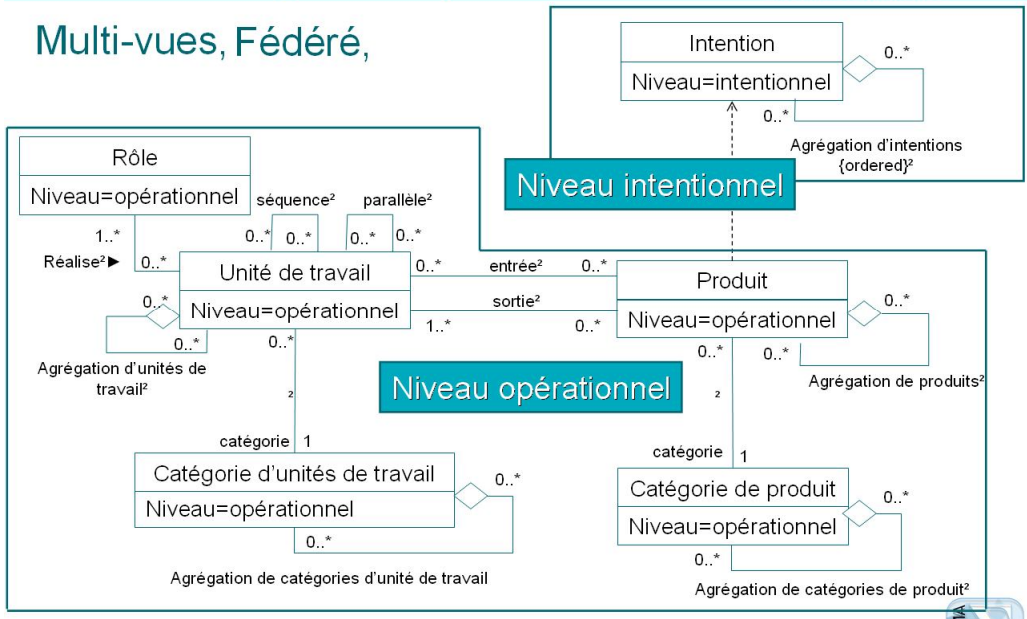 Multi-vues, Fédéré,
Intention
Niveau=intentionnel
0..*
0..*
Agrégation d'intentions
{ordered}²
Niveau intentionnel
Rôle
Niveau=opérationnel
séquence²
parallèle²
1..*
0..*
0..*
0..*
0..*
Réalise²►
0..*
Unité de travail
Niveau=opérationnel
0..*
entrée²
0..*
sortie²
1..*
0..*
Produit
Niveau=opérationnel
0..*
0..*
Agrégation de produits²
0..*
0..*
Agrégation d'unités de
travail²
0..*
0..*
Niveau opérationnel
²
²
catégorie
1
catégorie
1
Catégorie d'unités de travail
Niveau=opérationnel
0..*
0..*
Agrégation de catégories d'unité de travail
Catégorie de produit
Niveau=opérationnel
0..*
0..*
Agrégation de catégories de produit²